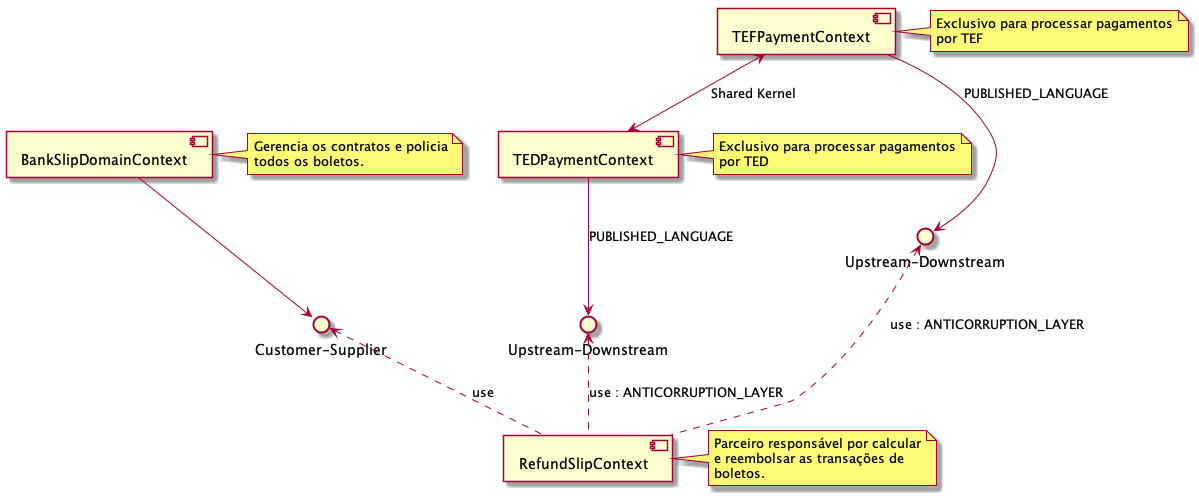 TEFPaymentContext
Exclusivo para processar pagamentos
por TEF
Shared Kernel
PUBLISHED_LANGUAGE
BankSlipDomainContext
Gerencia os contratos e policia
todos os boletos.
TEDPaymentContext
Exclusivo para processar pagamentos
por TED
PUBLISHED_LANGUAGE
Upstream-Downstream
Customer-Supplier
Upstream-Downstream
use : ANTICORRUPTION_LAYER
use
use : ANTICORRUPTION_LAYER
RefundSlipContext
Parceiro responsável por calcular
e reembolsar as transações de
boletos.